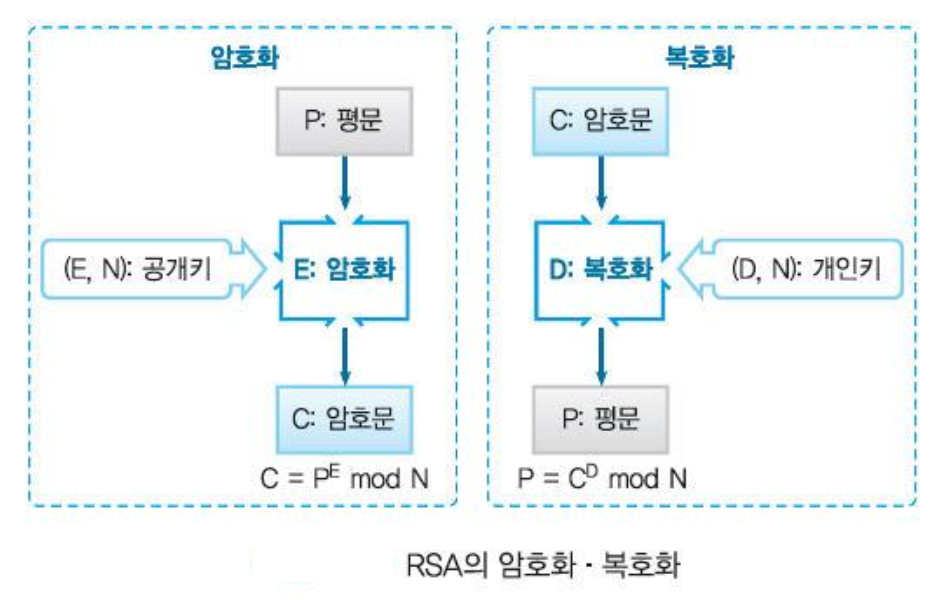 암호화
P: 평문
(E, N): 공개키
E: 암호화
C: 암호문
C = P^E mod N
복호화
C: 암호문
D: 복호화
(D, N): 개인키
P: 평문
P = C^D mod N
RSA의 암호화 · 복호화